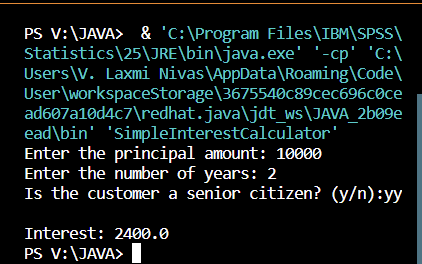 PS V:\JAVA>  & 'C:\Program Files\IBM\SPSS\
Statistics\25\JRE\bin\java.exe' '-cp' 'C:\
Users\V. Laxmi Nivas\AppData\Roaming\Code\
User\workspaceStorage\3675540c89cec696c0ce
ad607a10d4c7\redhat.java\jdt_ws\JAVA_2b09e
ead\bin' 'SimpleInterestCalculator'
Enter the principal amount: 10000
Enter the number of years: 2
Is the customer a senior citizen? (y/n):yy
Interest: 2400.0
PS V:\JAVA>